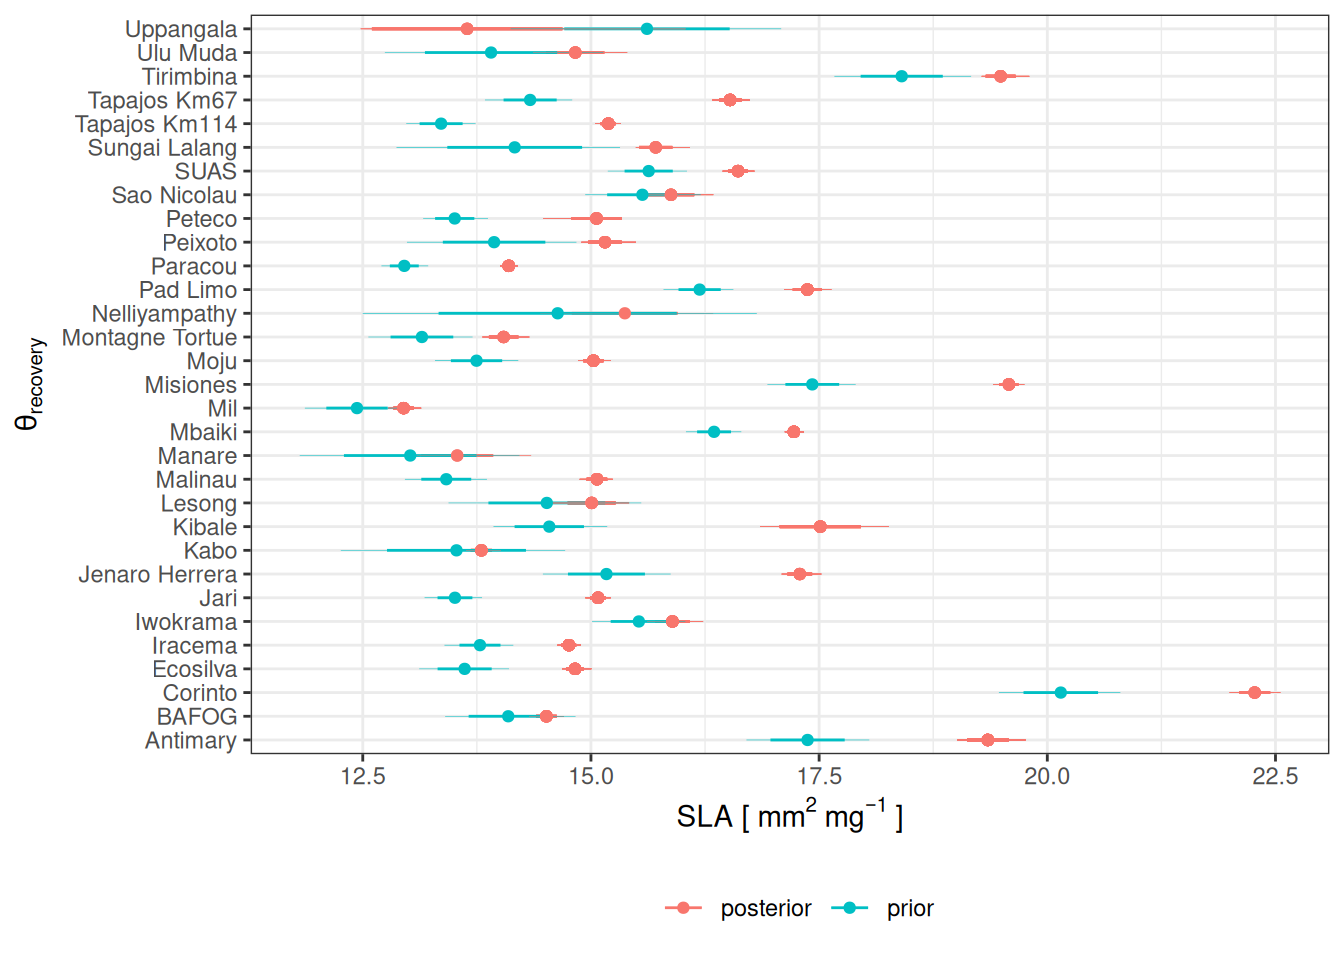 Uppangala
Ulu Muda
Tirimbina
Tapajos Km67
Tapajos Km114
Sungai Lalang
SUAS
Sao Nicolau
Peteco
Peixoto
Paracou
Pad Limo
Nelliyampathy
Montagne Tortue
Moju
Misiones
Mil
Mbaiki
Manare
Malinau
Lesong
Kibale
Kabo
Jenaro Herrera
Jari
Iwokrama
Iracema
Ecosilva
Corinto
BAFOG
Antimary
θrecovery
12.5 15.0 17.5 20.0 22.5
SLA [ mm² mg⁻¹ ]
posterior prior